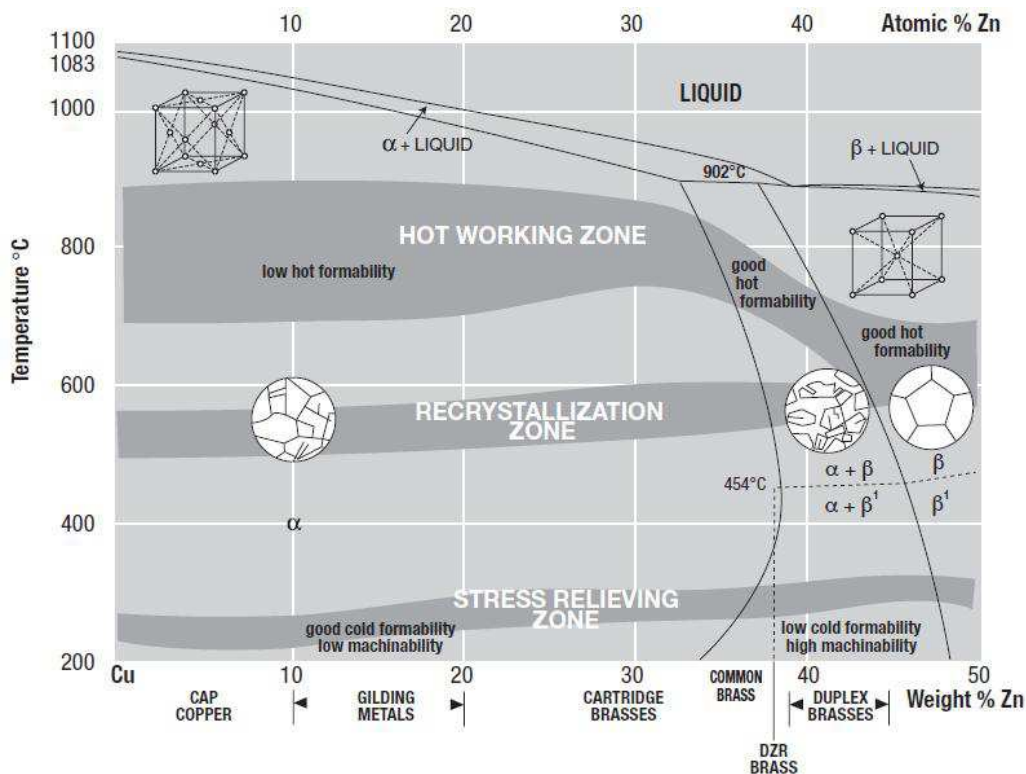 10 20 30 40 Atomic % Zn
1100
1083
1000
800
600
400
200
Temperature °C
LIQUID
α + LIQUID
β + LIQUID
902°C
HOT WORKING ZONE
low hot formability
good
hot
formability
good hot
formability
RECRYSTALLIZATION
ZONE
α + β
β
454°C
α + β¹
β¹
α
STRESS RELIEVING
ZONE
good cold formability
low machinability
low cold formability
high machinability
Cu 10 20 30 40 50
Weight % Zn
CAP
COPPER
GILDING
METALS
CARTRIDGE
BRASSES
COMMON
BRASS
DUPLEX
BRASSES
DZR
BRASS